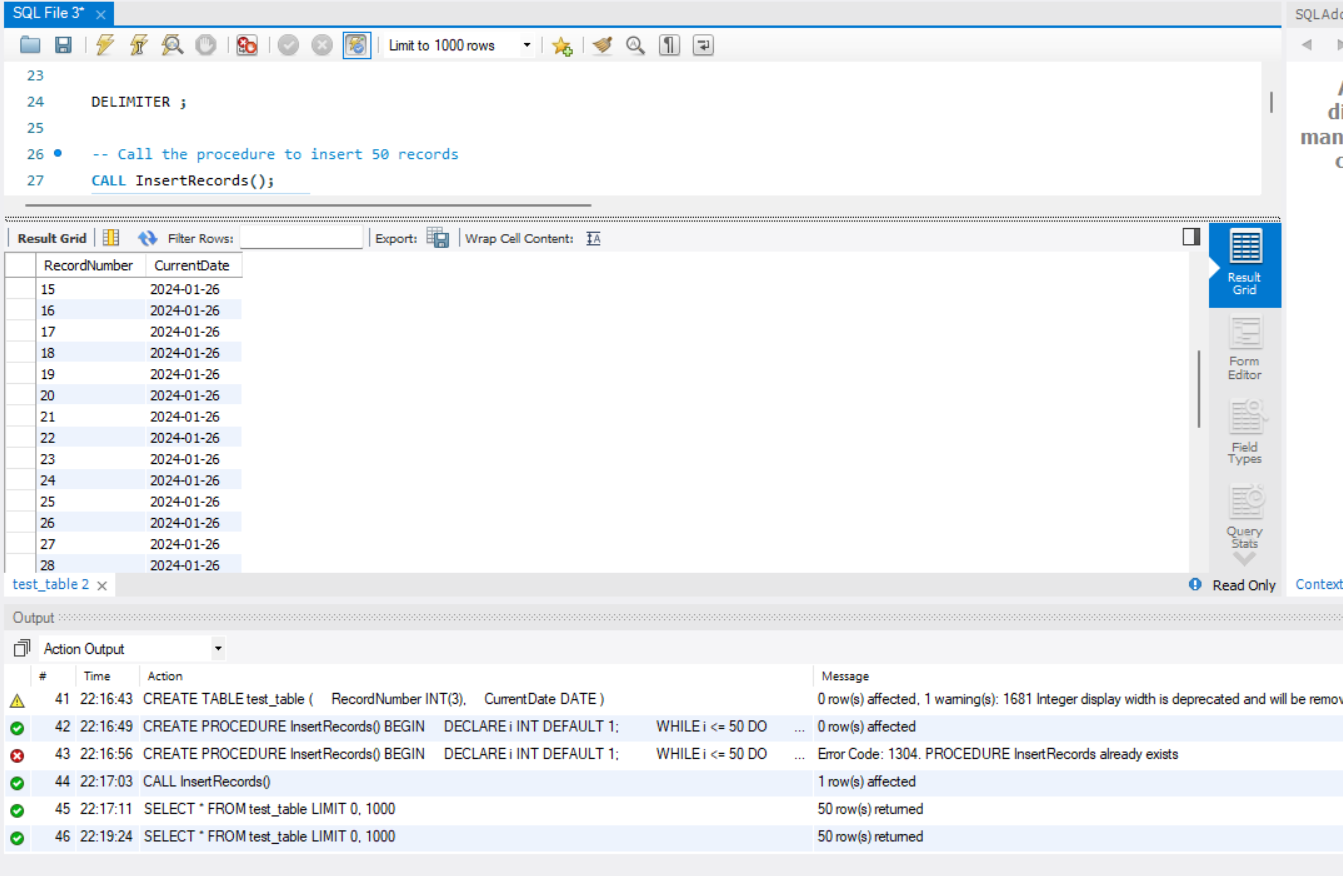 SQL File 3*
SQLAdd
Limit to 1000 rows
23
24 DELIMITER ;
25
26 -- Call the procedure to insert 50 records
27 CALL InsertRecords();
Result Grid Filter Rows: Export: Wrap Cell Content:
RecordNumber CurrentDate
15 2024-01-26
16 2024-01-26
17 2024-01-26
18 2024-01-26
19 2024-01-26
20 2024-01-26
21 2024-01-26
22 2024-01-26
23 2024-01-26
24 2024-01-26
25 2024-01-26
26 2024-01-26
27 2024-01-26
28 2024-01-26
Result
Grid
Form
Editor
Field
Types
Query
Stats
test_table 2 Read Only Context
Output
Action Output
# Time Action Message
41 22:16:43 CREATE TABLE test_table ( RecordNumber INT(3), CurrentDate DATE ) 0 row(s) affected, 1 warning(s): 1681 Integer display width is deprecated and will be remov
42 22:16:49 CREATE PROCEDURE InsertRecords() BEGIN DECLARE i INT DEFAULT 1; WHILE i <= 50 DO ... 0 row(s) affected
43 22:16:56 CREATE PROCEDURE InsertRecords() BEGIN DECLARE i INT DEFAULT 1; WHILE i <= 50 DO ... Error Code: 1304. PROCEDURE InsertRecords already exists
44 22:17:03 CALL InsertRecords() 1 row(s) affected
45 22:17:11 SELECT * FROM test_table LIMIT 0, 1000 50 row(s) returned
46 22:19:24 SELECT * FROM test_table LIMIT 0, 1000 50 row(s) returned